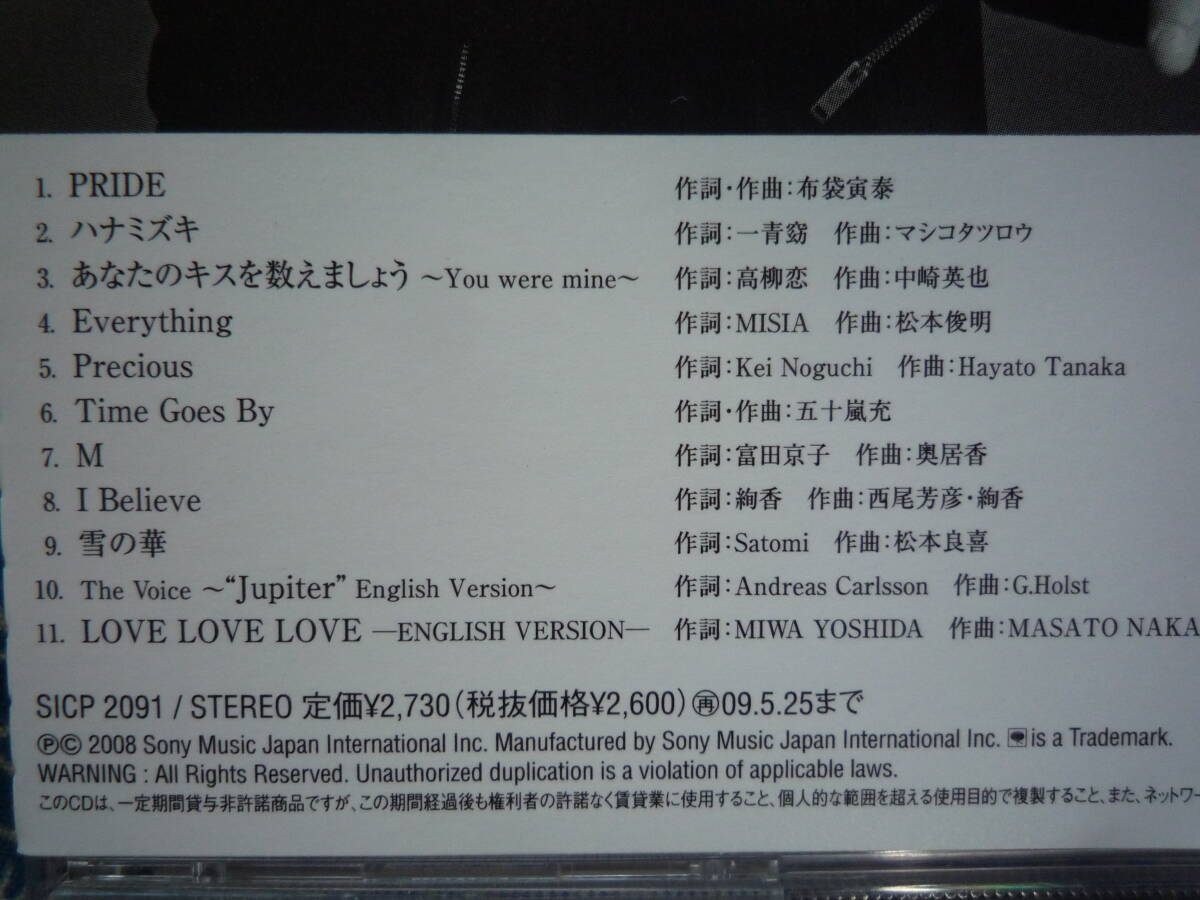 1. PRIDE 作詞・作曲：布袋寅泰
2. ハナミズキ 作詞：一青窈 作曲：マシコタツロウ
3. あなたのキスを数えましょう ～You were mine～ 作詞：高柳恋 作曲：中崎英也
4. Everything 作詞：MISIA 作曲：松本俊明
5. Precious 作詞：Kei Noguchi 作曲：Hayato Tanaka
6. Time Goes By 作詞・作曲：五十嵐充
7. M 作詞：富田京子 作曲：奥居香
8. I Believe 作詞：絢香 作曲：西尾芳彦・絢香
9. 雪の華 作詞：Satomi 作曲：松本良喜
10. The Voice ～“Jupiter” English Version～ 作詞：Andreas Carlsson 作曲：G.Holst
11. LOVE LOVE LOVE ―ENGLISH VERSION― 作詞：MIWA YOSHIDA 作曲：MASATO NAKA
SICP 2091 / STEREO 定価¥2,730（税抜価格¥2,600）㊢09.5.25まで
Ⓟ© 2008 Sony Music Japan International Inc. Manufactured by Sony Music Japan International Inc. is a Trademark.
WARNING : All Rights Reserved. Unauthorized duplication is a violation of applicable laws.
このCDは、一定期間貸与非許諾商品ですが、この期間経過後も権利者の許諾なく賃貸業に使用すること、個人的な範囲を超える使用目的で複製すること、また、ネットワー